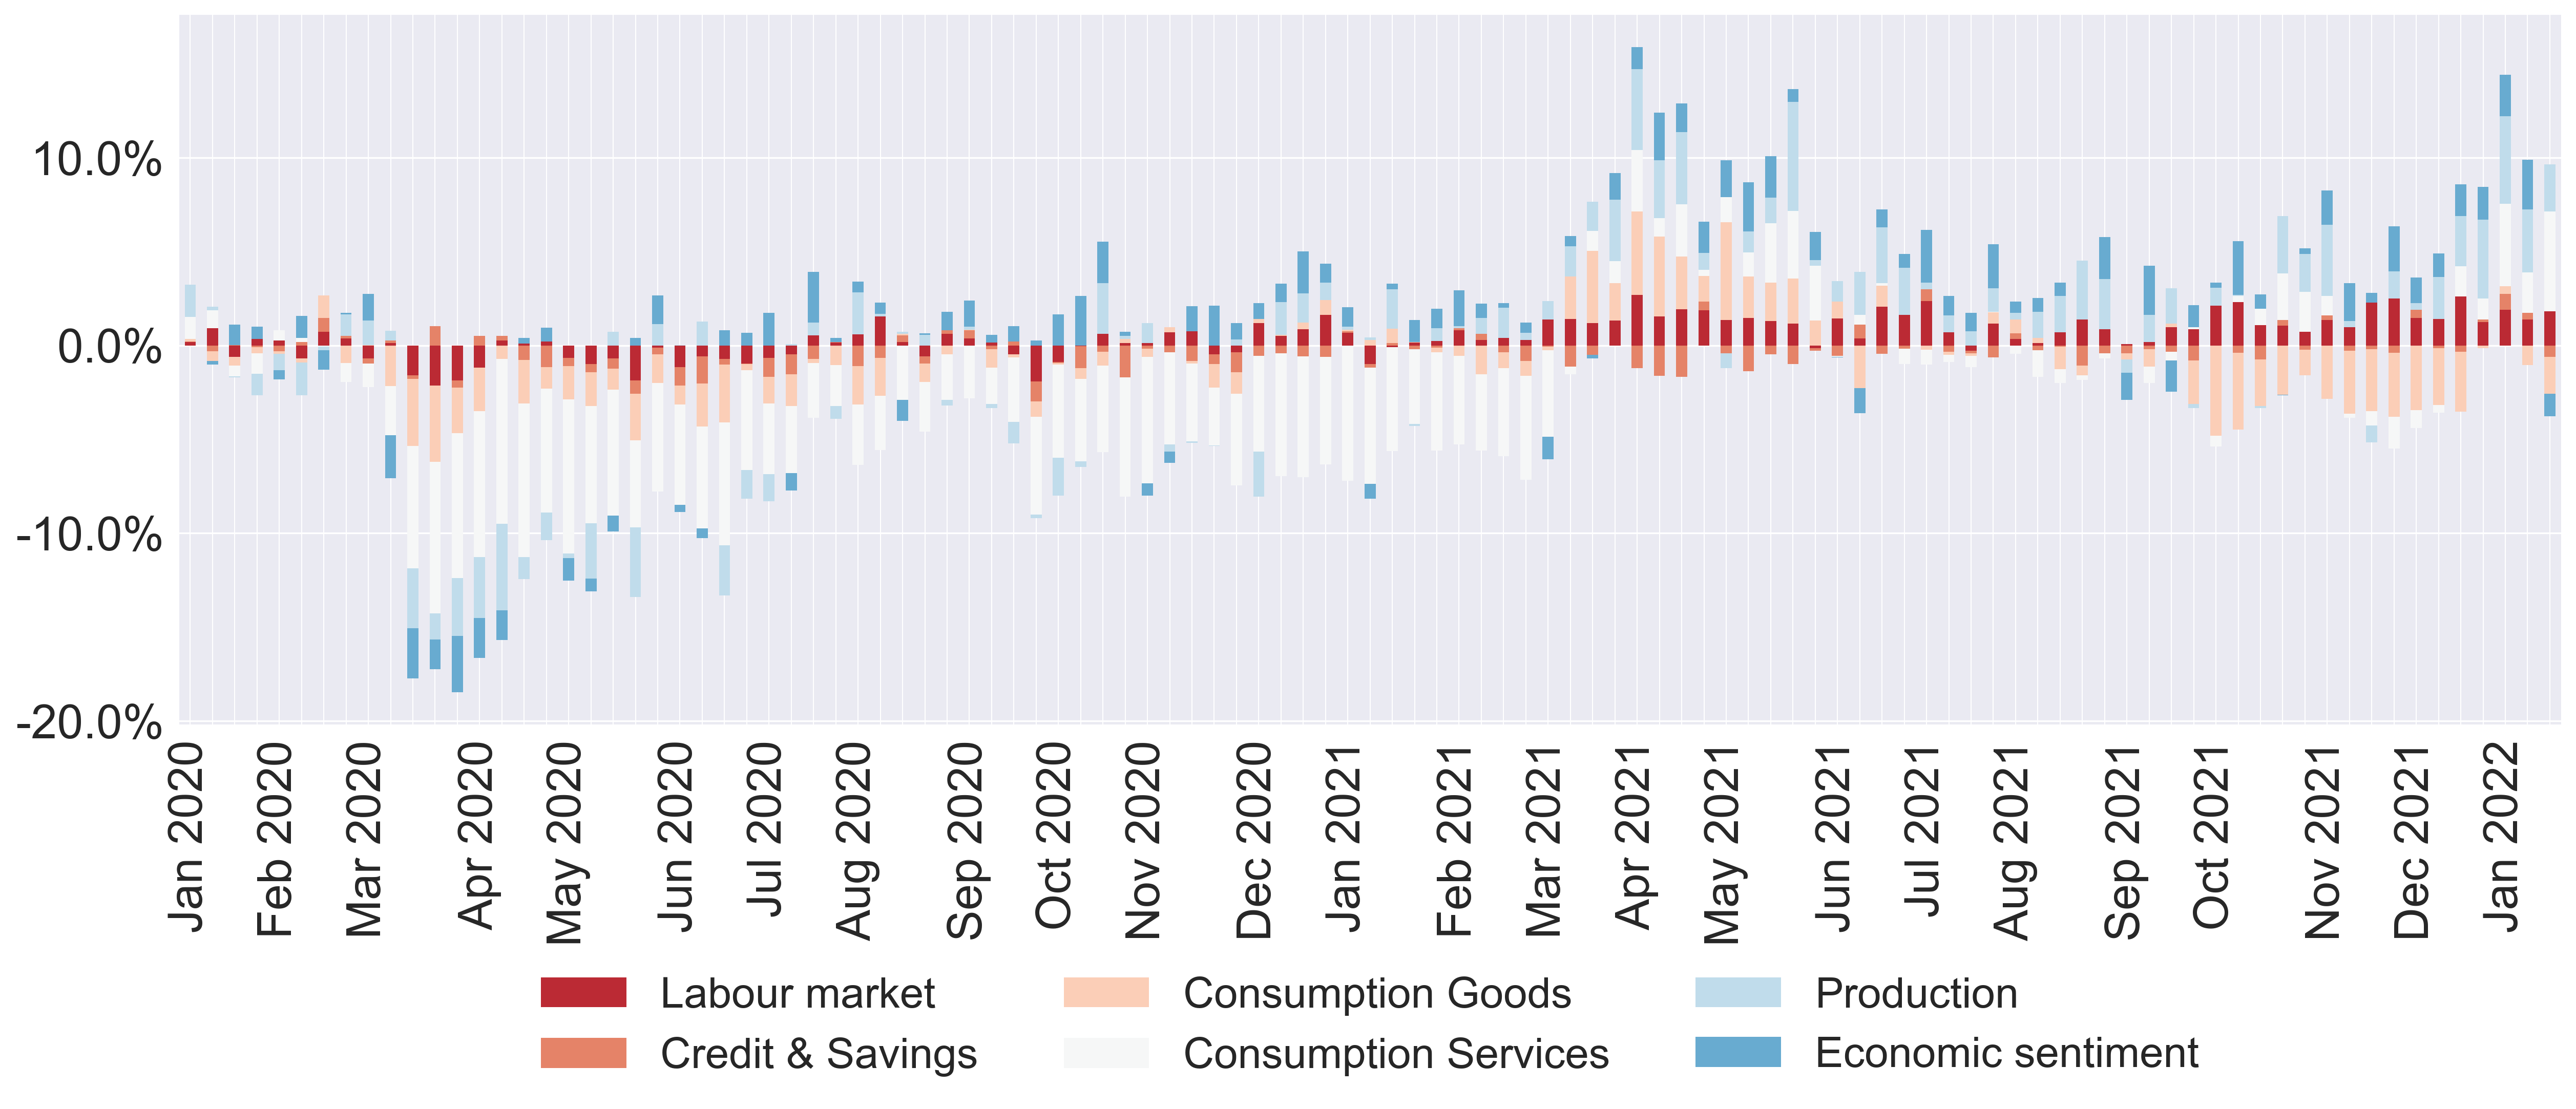 10.0%
0.0%
-10.0%
-20.0%
Jan 2020
Feb 2020
Mar 2020
Apr 2020
May 2020
Jun 2020
Jul 2020
Aug 2020
Sep 2020
Oct 2020
Nov 2020
Dec 2020
Jan 2021
Feb 2021
Mar 2021
Apr 2021
May 2021
Jun 2021
Jul 2021
Aug 2021
Sep 2021
Oct 2021
Nov 2021
Dec 2021
Jan 2022
Labour market
Credit & Savings
Consumption Goods
Consumption Services
Production
Economic sentiment